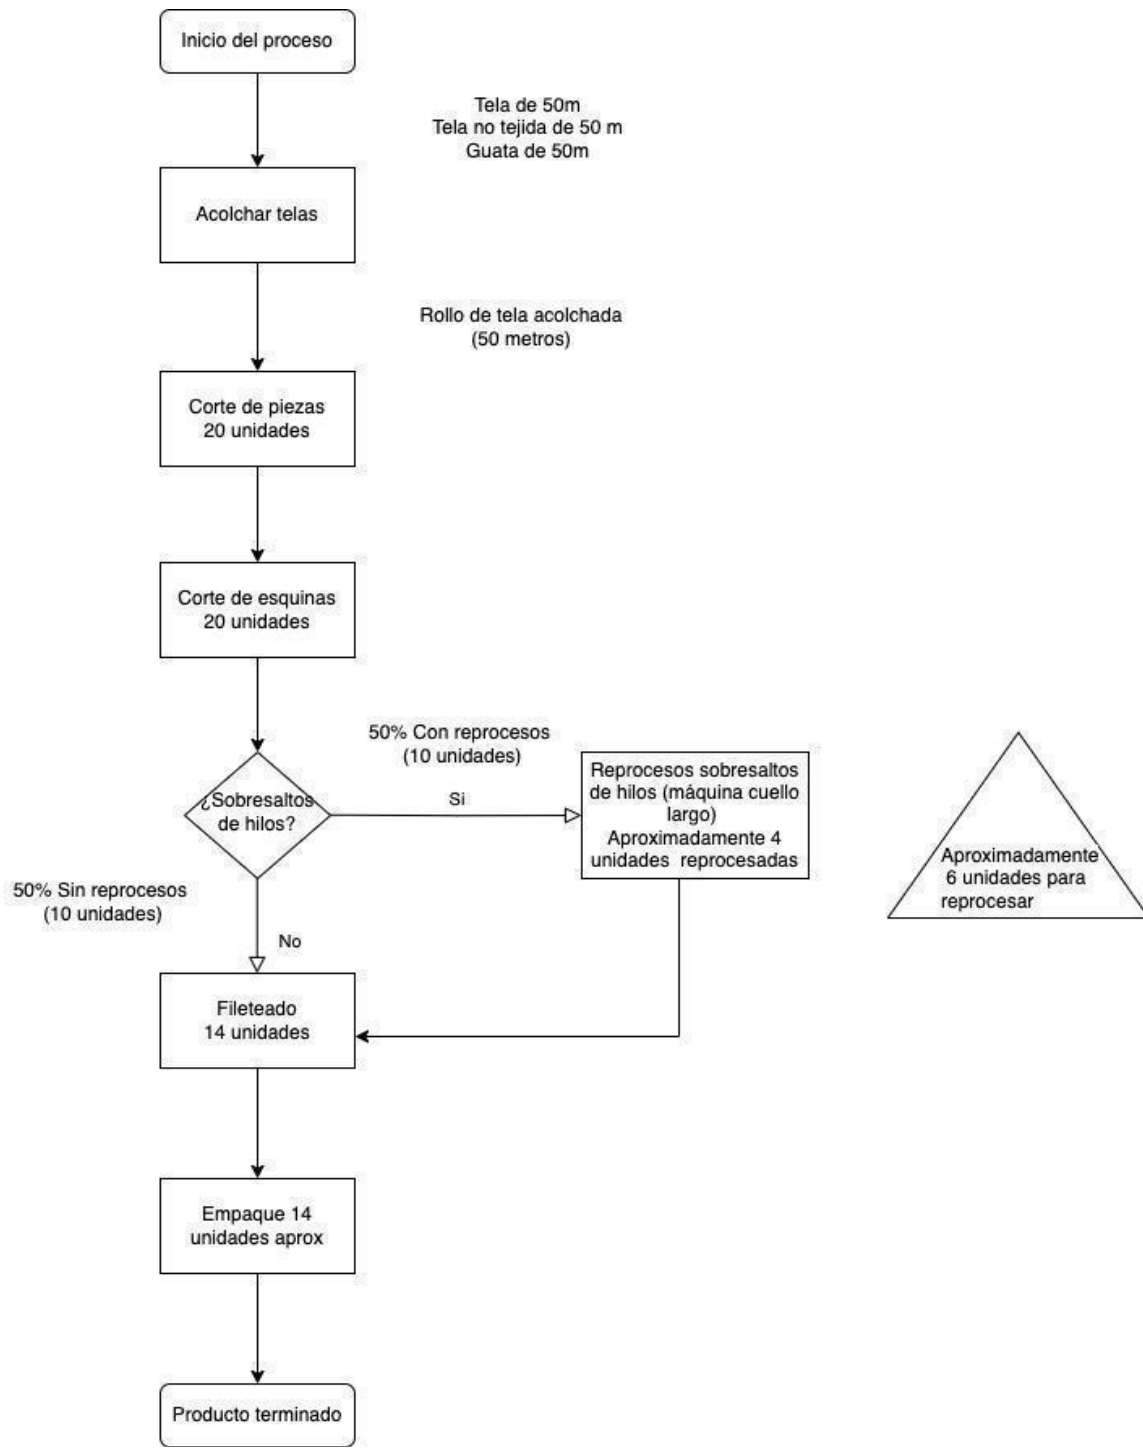 Inicio del proceso
Tela de 50m
Tela no tejida de 50 m
Guata de 50m
Acolchar telas
Rollo de tela acolchada
(50 metros)
Corte de piezas
20 unidades
Corte de esquinas
20 unidades
50% Con reprocesos
(10 unidades)
¿Sobresaltos
de hilos?
Si
Reprocesos sobresaltos
de hilos (máquina cuello
largo)
Aproximadamente 4
unidades reprocesadas
Aproximadamente
6 unidades para
reprocesar
50% Sin reprocesos
(10 unidades)
No
Fileteado
14 unidades
Empaque 14
unidades aprox
Producto terminado